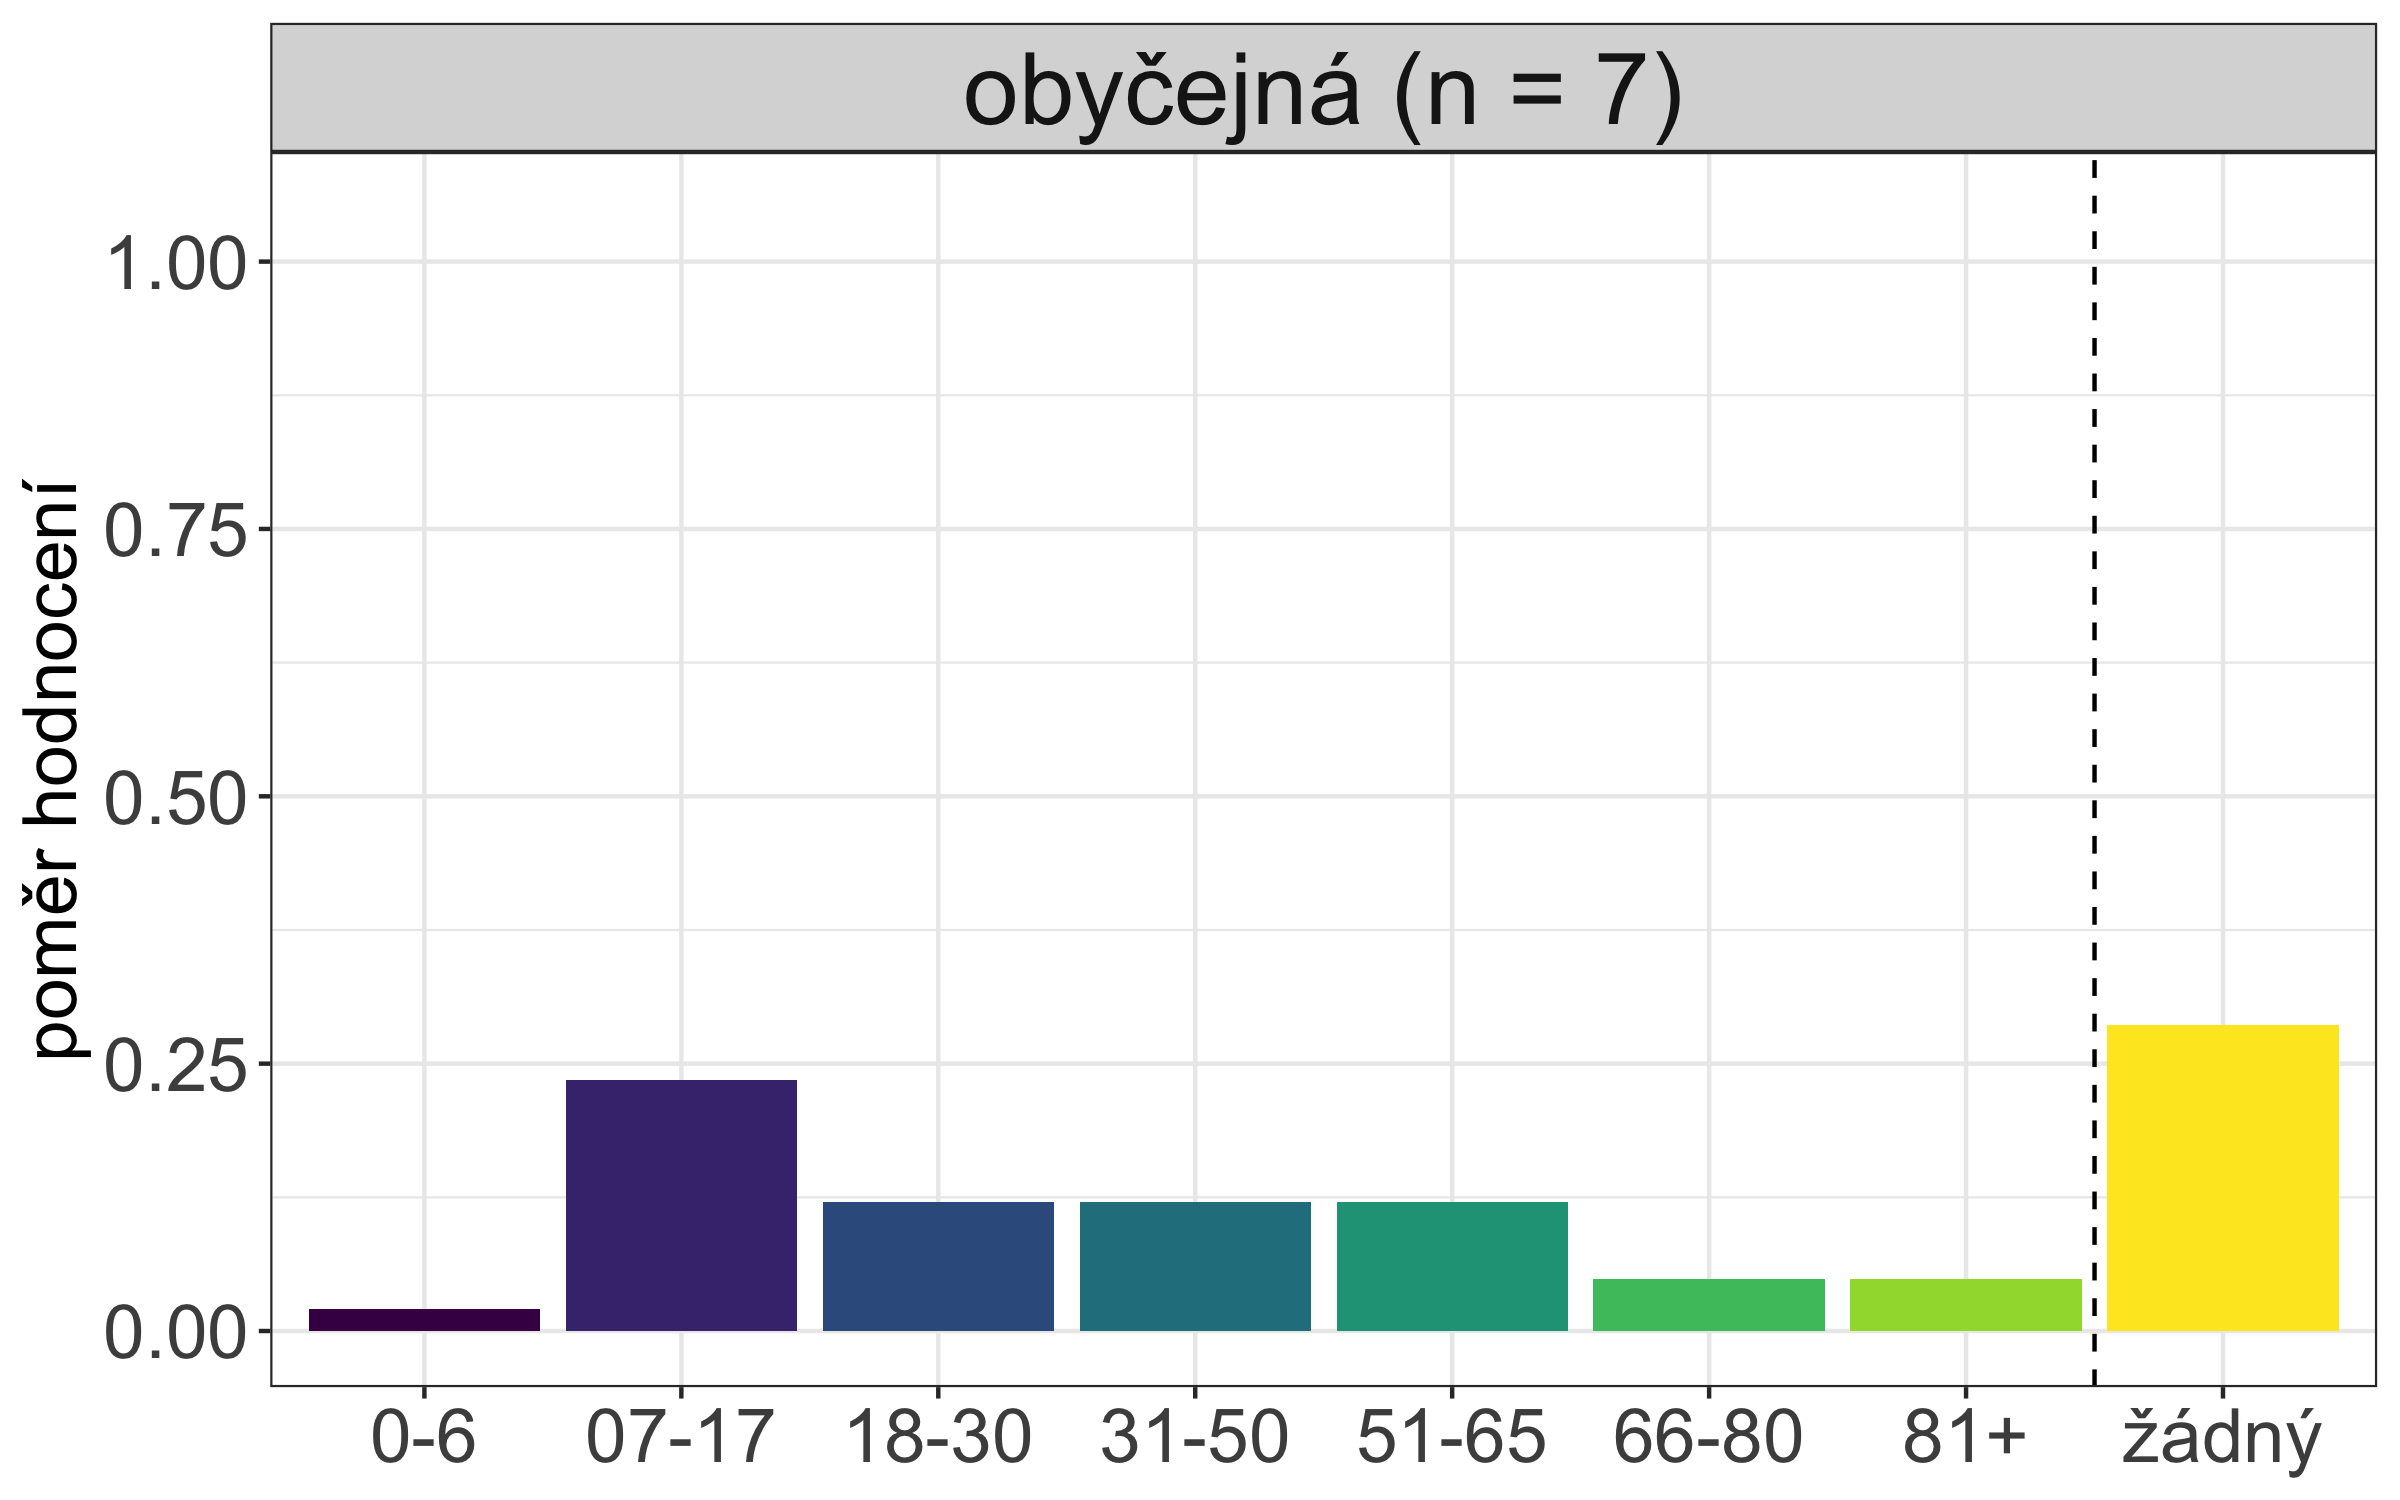 obyčejná (n = 7)
poměr hodnocení
1.00
0.75
0.50
0.25
0.00
0-6 07-17 18-30 31-50 51-65 66-80 81+ žádný